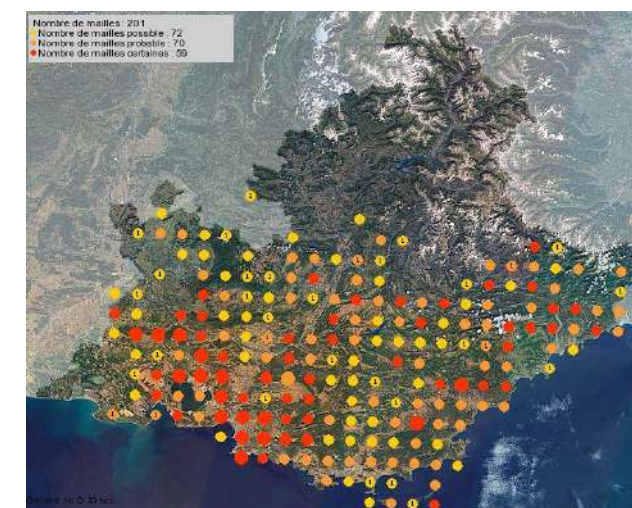 Nombre de mailles : 201
Nombre de mailles possible : 72
Nombre de mailles probable : 70
Nombre de mailles certaines : 59